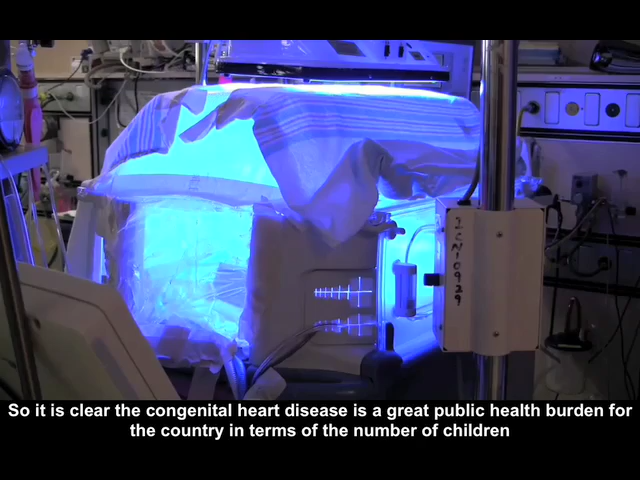 ICN10929
So it is clear the congenital heart disease is a great public health burden for
the country in terms of the number of children